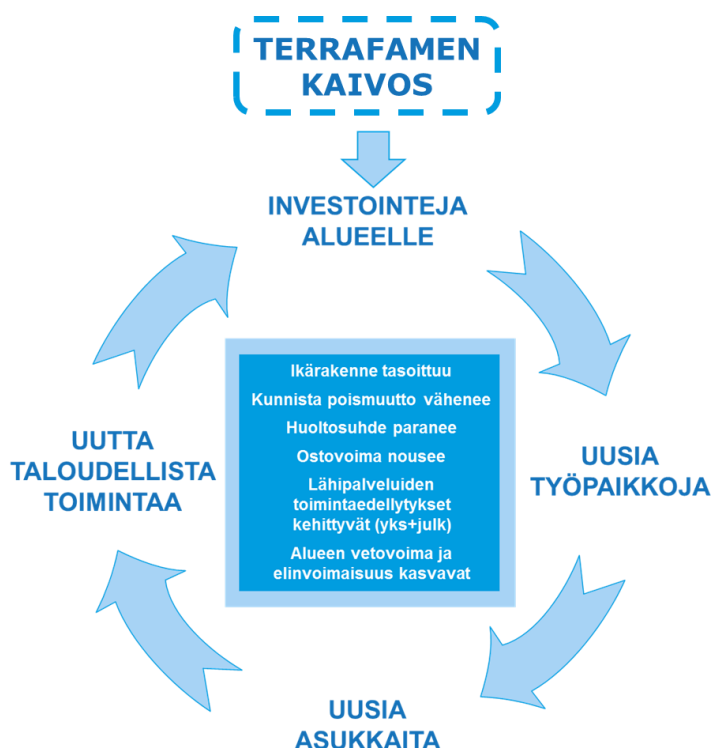 TERRAFAMEN
KAIVOS
INVESTOINTEJA
ALUEELLE
UUSIA
TYÖPAIKKOJA
UUSIA
ASUKKAITA
UUTTA
TALOUDELLISTA
TOIMINTAA
Ikärakenne tasoittuu
Kunnista poismuutto vähenee
Huoltosuhde paranee
Ostovoima nousee
Lähipalveluiden
toimintaedellytykset
kehittyvät (yks+julk)
Alueen vetovoima ja
elinvoimaisuus kasvavat